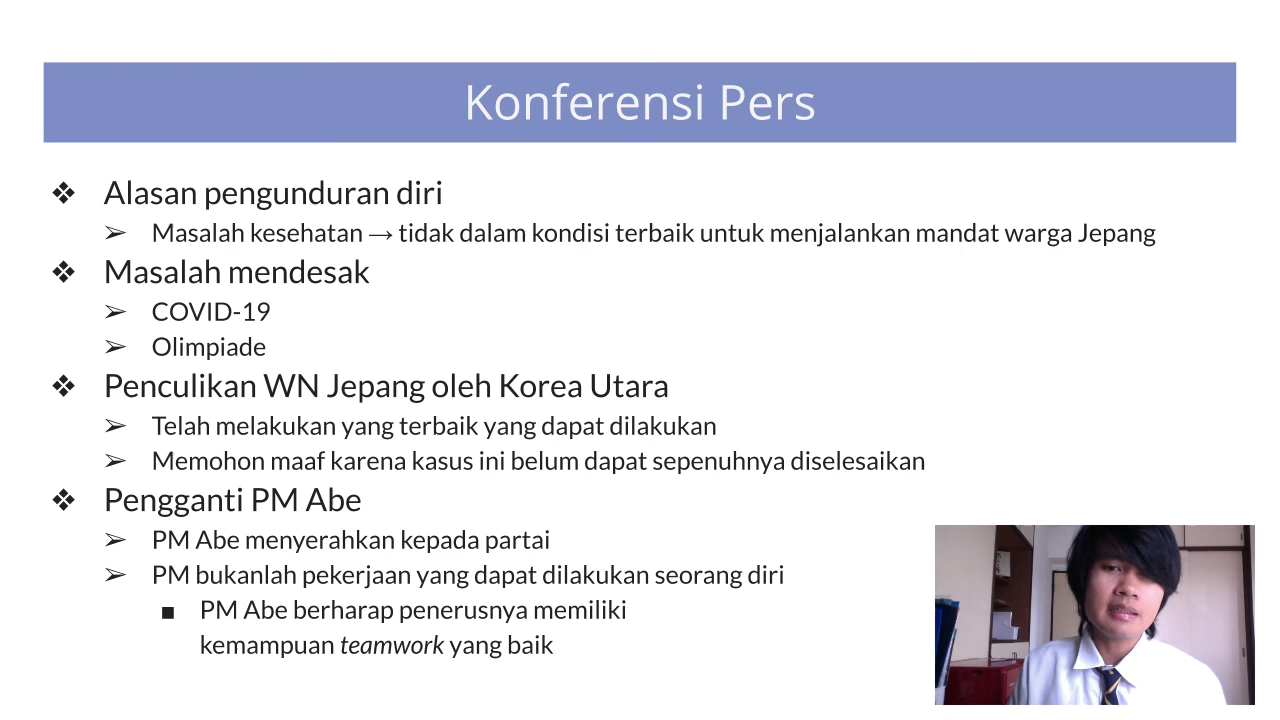 Konferensi Pers
❖ Alasan pengunduran diri
➢ Masalah kesehatan → tidak dalam kondisi terbaik untuk menjalankan mandat warga Jepang
❖ Masalah mendesak
➢ COVID-19
➢ Olimpiade
❖ Penculikan WN Jepang oleh Korea Utara
➢ Telah melakukan yang terbaik yang dapat dilakukan
➢ Memohon maaf karena kasus ini belum dapat sepenuhnya diselesaikan
❖ Pengganti PM Abe
➢ PM Abe menyerahkan kepada partai
➢ PM bukanlah pekerjaan yang dapat dilakukan seorang diri
■ PM Abe berharap penerusnya memiliki
kemampuan teamwork yang baik